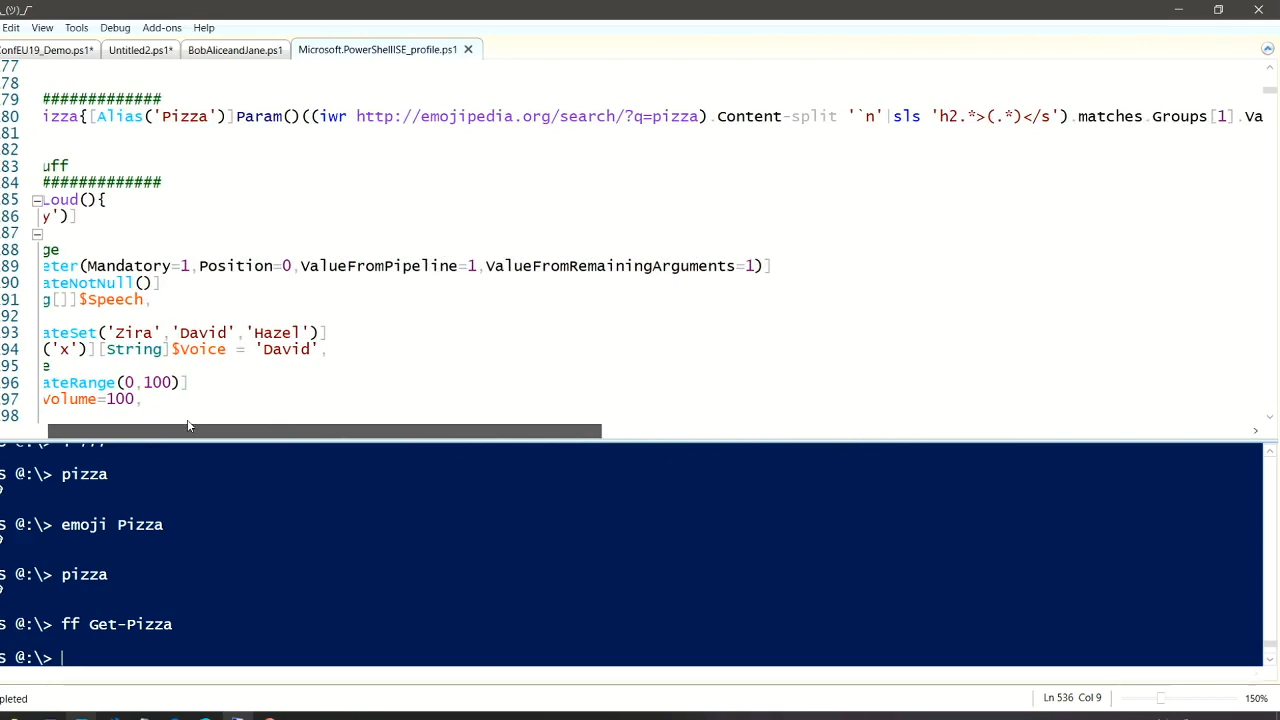 _(ツ)_/
Edit View Tools Debug Add-ons Help
onfEU19_Demo.ps1* Untitled2.ps1* BobAliceandJane.ps1 Microsoft.PowerShellISE_profile.ps1
77
78
79 #############
80 izza{[Alias('Pizza')]Param()((iwr http://emojipedia.org/search/?q=pizza).Content-split '`n'|sls 'h2.*>(.*)</s').matches.Groups[1].Va
81
82
83 uff
84 #############
85 Loud(){
86 y')]
87
88 ge
89 eter(Mandatory=1,Position=0,ValueFromPipeline=1,ValueFromRemainingArguments=1)]
90 ateNotNull()]
91 g[]]$Speech,
92
93 ateSet('Zira','David','Hazel')]
94 ('x')][String]$Voice = 'David',
95 e
96 ateRange(0,100)]
97 Volume=100,
98
S @:\> pizza
S @:\> emoji Pizza
S @:\> pizza
S @:\> ff Get-Pizza
S @:\>
pleted Ln 536 Col 9 150%